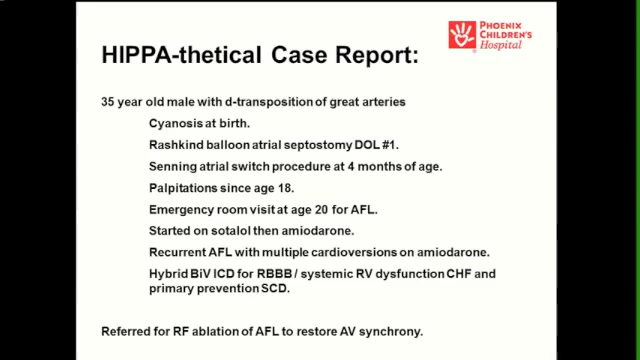 PHOENIX
CHILDREN'S
Hospital
HIPPA-thetical Case Report:
35 year old male with d-transposition of great arteries
Cyanosis at birth.
Rashkind balloon atrial septostomy DOL #1.
Senning atrial switch procedure at 4 months of age.
Palpitations since age 18.
Emergency room visit at age 20 for AFL.
Started on sotalol then amiodarone.
Recurrent AFL with multiple cardioversions on amiodarone.
Hybrid BiV ICD for RBBB / systemic RV dysfunction CHF and
primary prevention SCD.
Referred for RF ablation of AFL to restore AV synchrony.